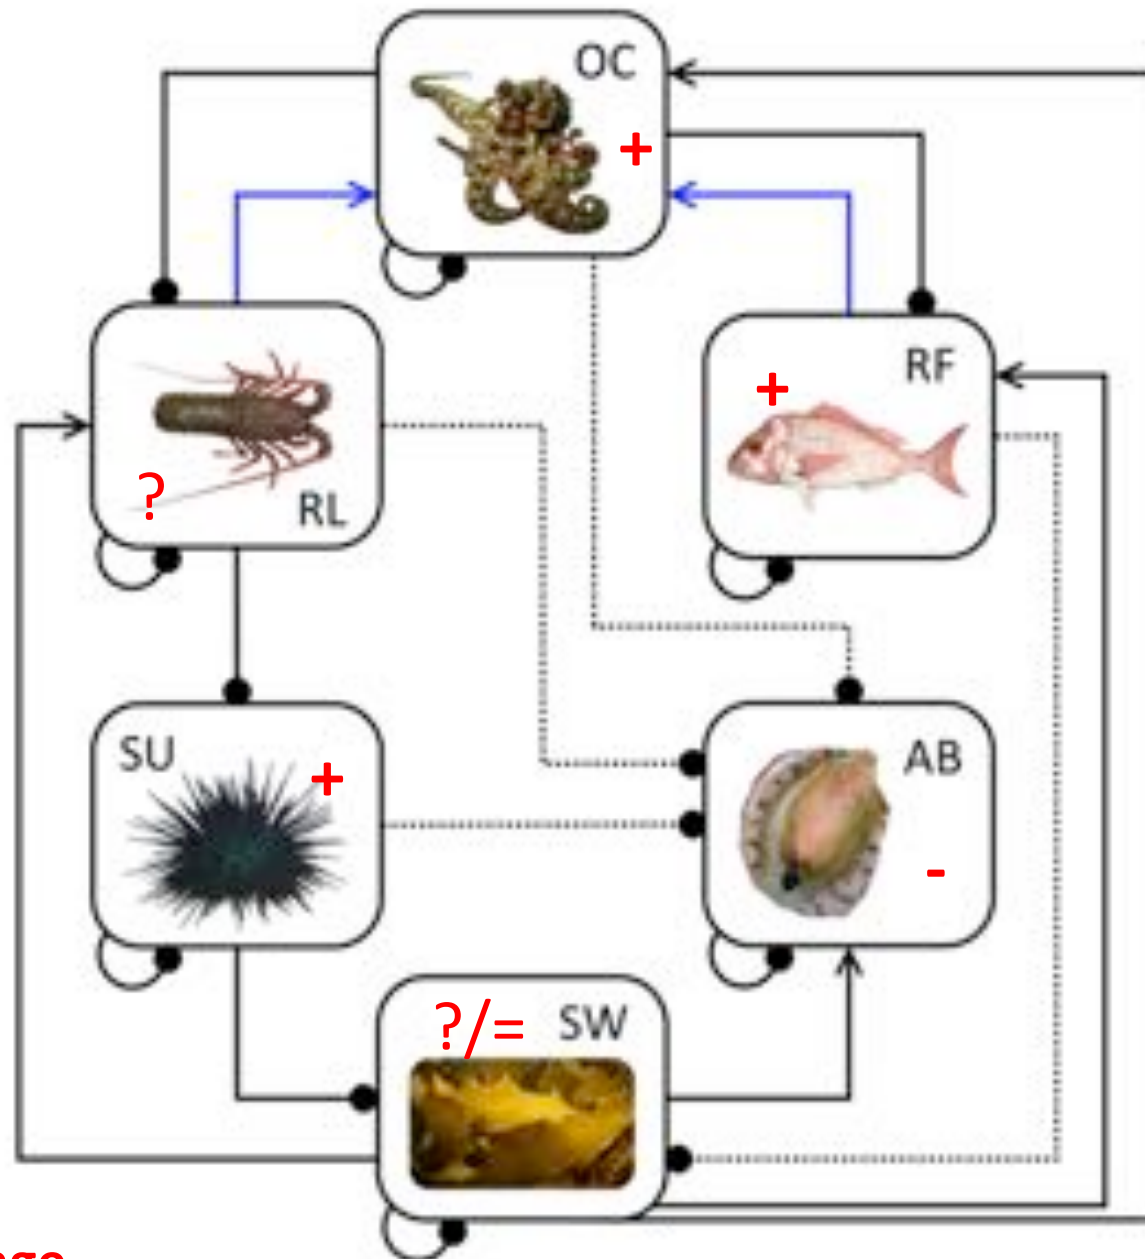 OC
+
RF
+
?
RL
SU
+
AB
-
?/= SW